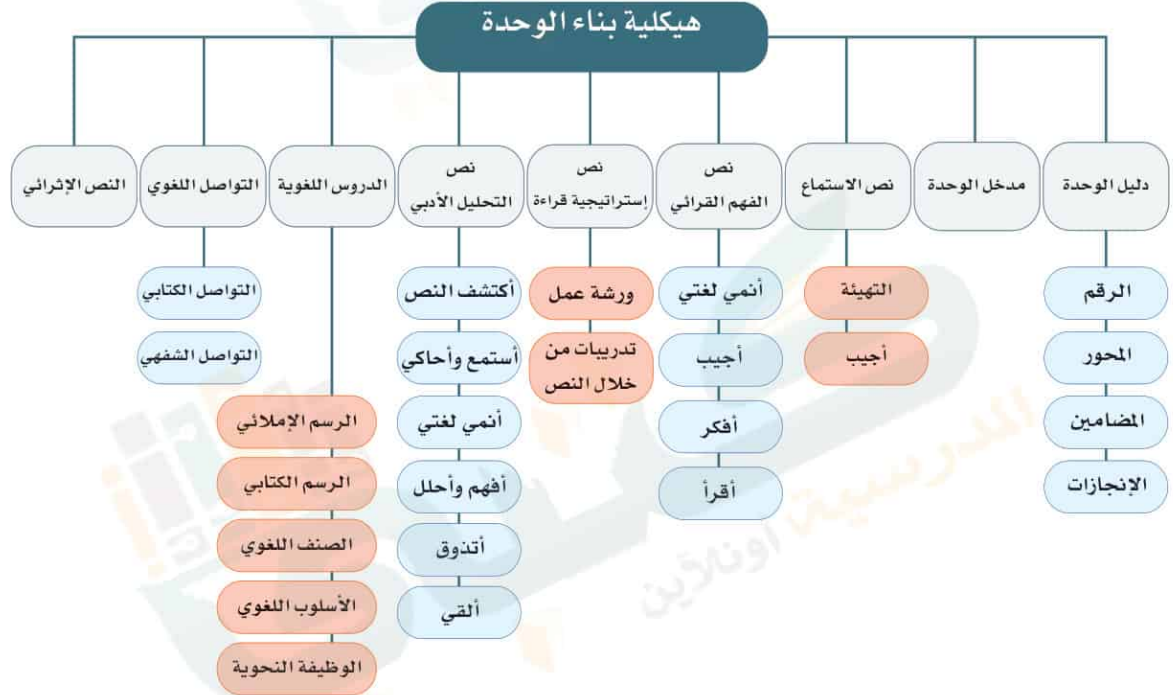 هيكلية بناء الوحدة
دليل الوحدة
الرقم
المحور
المضامين
الإنجازات
مدخل الوحدة
نص الاستماع
التهيئة
أجيب
نص
الفهم القرائي
أنمي لغتي
أجيب
أفكر
أقرأ
نص
إستراتيجية قراءة
ورشة عمل
تدريبات من
خلال النص
نص
التحليل الأدبي
أكتشف النص
أستمع وأحاكي
أنمي لغتي
أفهم وأحلل
أتذوق
ألقي
الدروس اللغوية
الرسم الإملائي
الرسم الكتابي
الصنف اللغوي
الأسلوب اللغوي
الوظيفة النحوية
التواصل اللغوي
التواصل الكتابي
التواصل الشفهي
النص الإثرائي
كتبي
المدرسية اونلاين